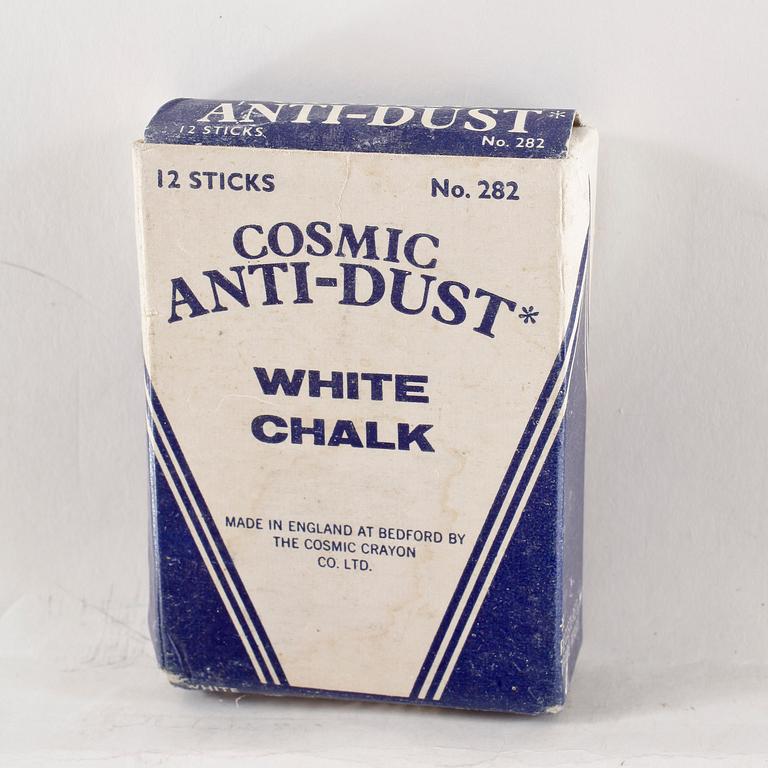 ANTI-DUST*
12 STICKS
No. 282
12 STICKS
No. 282
COSMIC
ANTI-DUST*
WHITE
CHALK
MADE IN ENGLAND AT BEDFORD BY
THE COSMIC CRAYON
CO. LTD.
WHITE